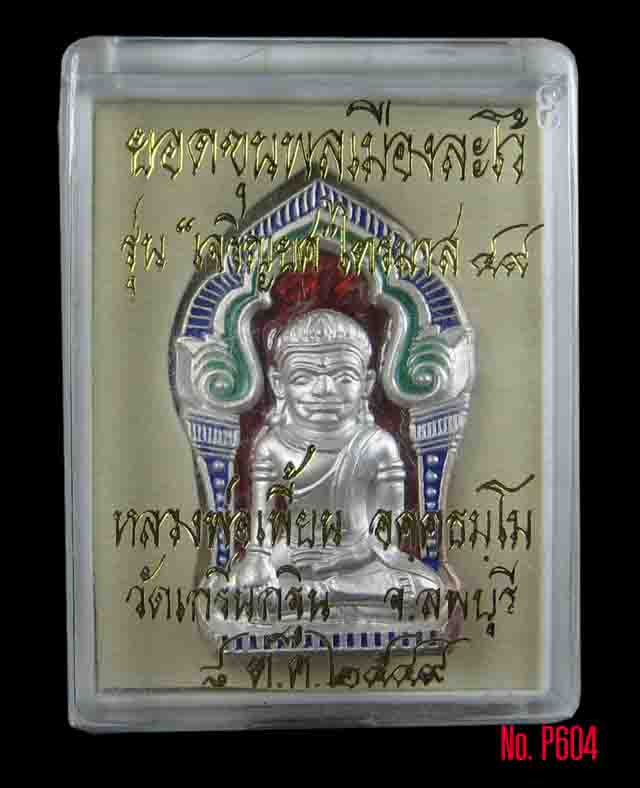 ยอดขุนพลเมืองละโว้
รุ่น "เจริญยศ" ไตรมาส ๔๙
หลวงพ่อเพี้ยน อคฺคธมฺโม
วัดเกริ่นกฐิน จ.ลพบุรี
๘ ต.ค. ๒๕๔๙
No. P604